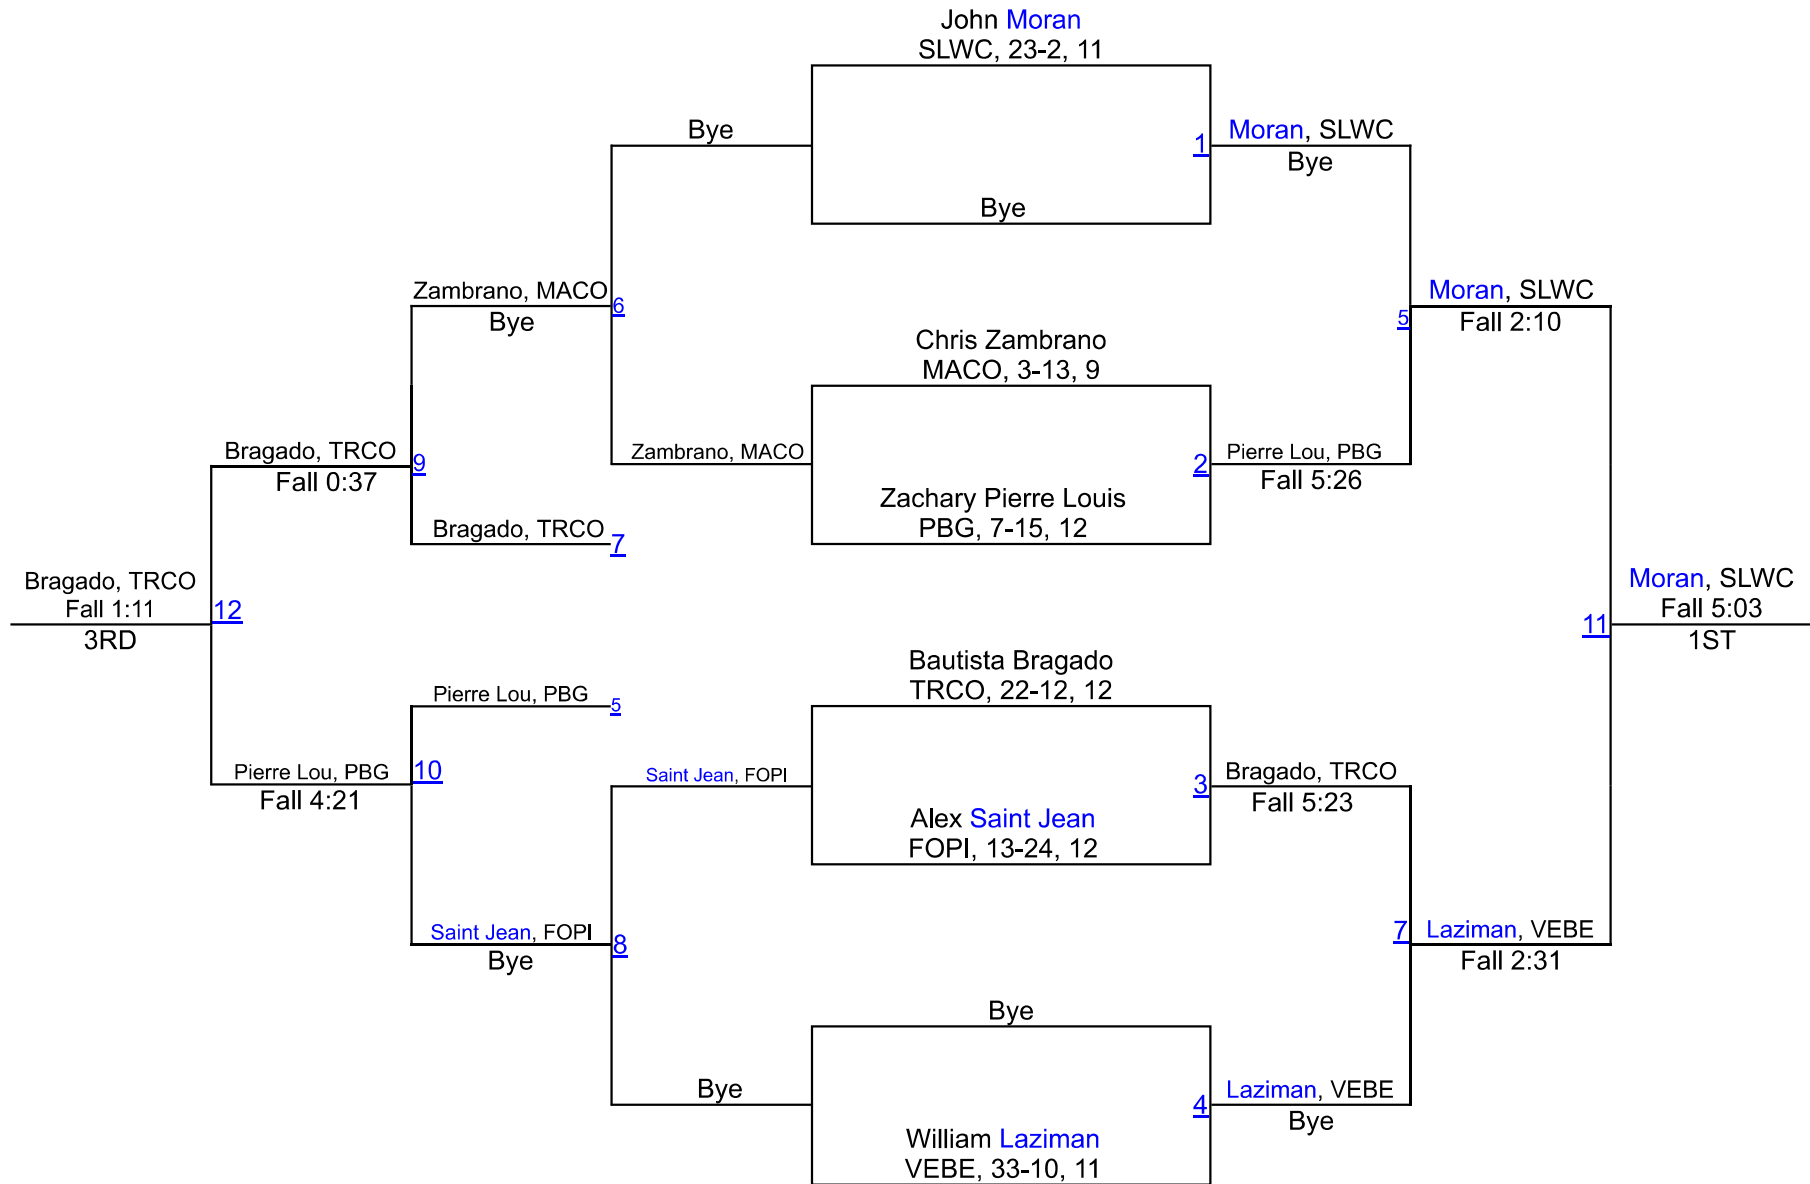 John Moran
SLWC, 23-2, 11
Bye
1
Moran, SLWC
Bye
Bye
Zambrano, MACO
Bye
6
Moran, SLWC
Fall 2:10
5
Chris Zambrano
MACO, 3-13, 9
Bragado, TRCO
Fall 0:37
9
Zambrano, MACO
2
Pierre Lou, PBG
Fall 5:26
Zachary Pierre Louis
PBG, 7-15, 12
Bragado, TRCO
7
Bragado, TRCO
Fall 1:11
3RD
12
11
Moran, SLWC
Fall 5:03
1ST
Bautista Bragado
TRCO, 22-12, 12
Pierre Lou, PBG
5
Pierre Lou, PBG
Fall 4:21
10
Saint Jean, FOPI
3
Bragado, TRCO
Fall 5:23
Alex Saint Jean
FOPI, 13-24, 12
Saint Jean, FOPI
Bye
8
7
Laziman, VEBE
Fall 2:31
Bye
Bye
4
Laziman, VEBE
Bye
William Laziman
VEBE, 33-10, 11